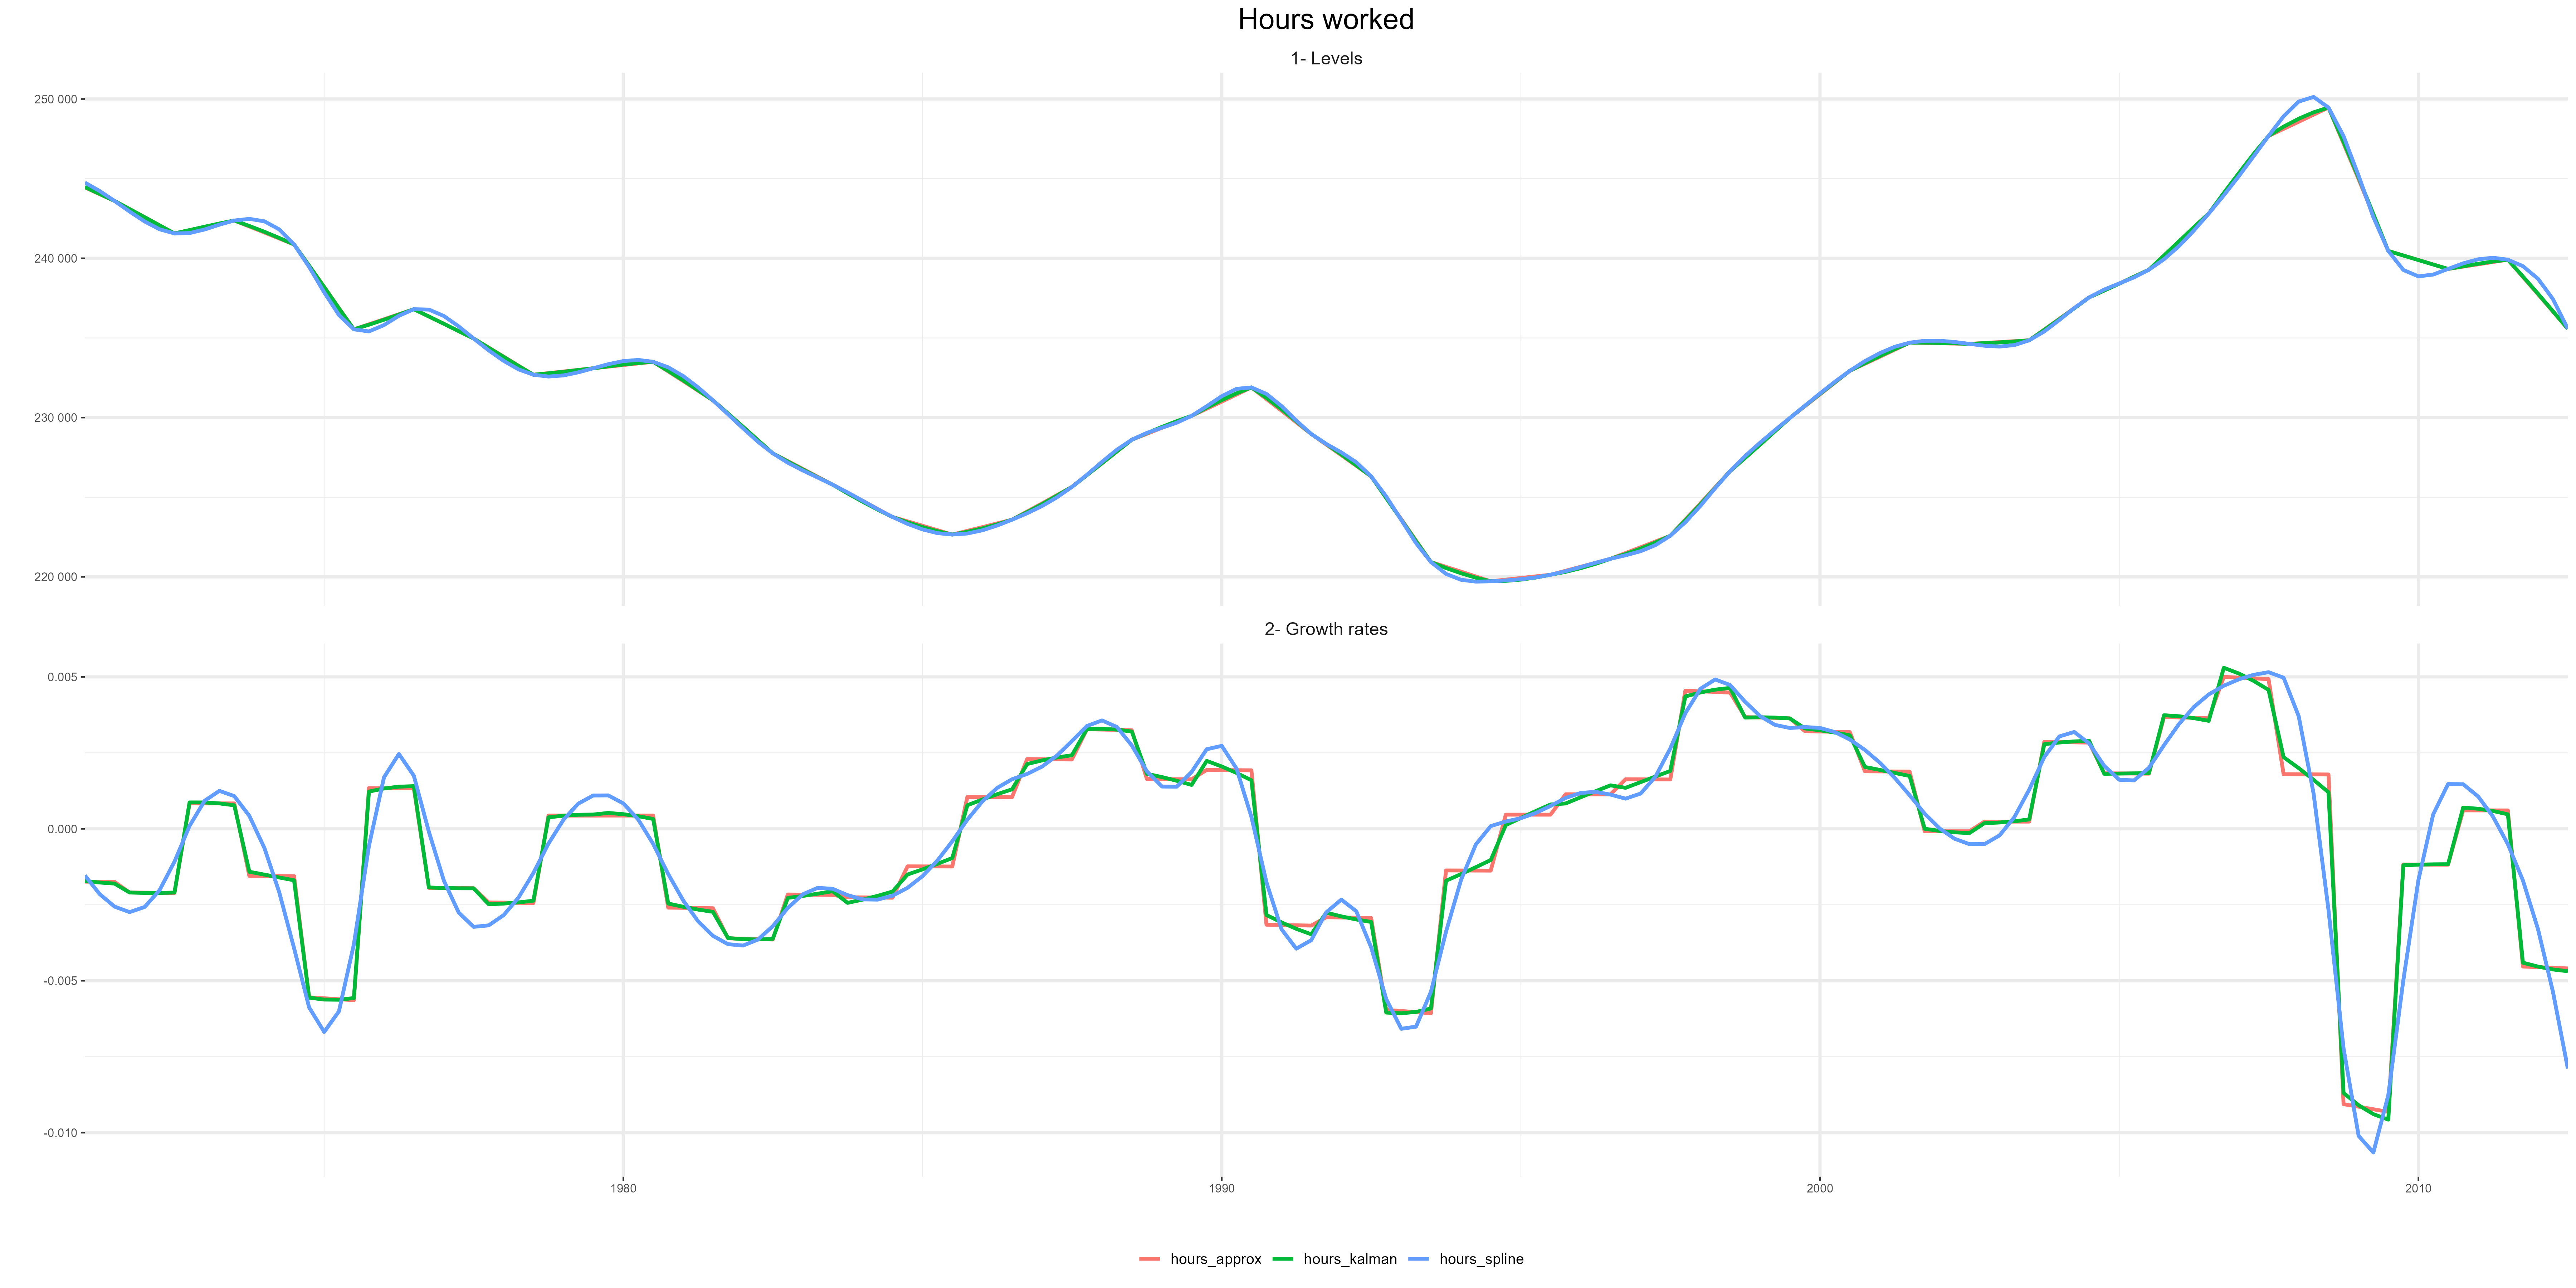 Hours worked
1- Levels
250 000
240 000
230 000
220 000
2- Growth rates
0.005
0.000
-0.005
-0.010
1980 1990 2000 2010
hours_approx hours_kalman hours_spline